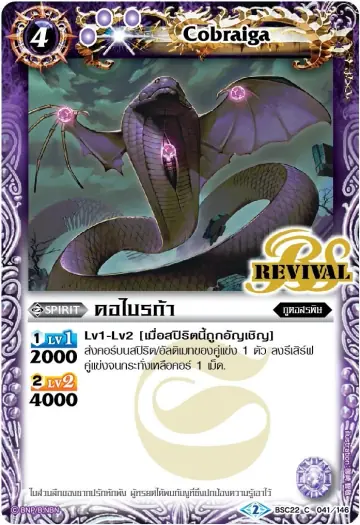 4
Cobraiga
BS
REVIVAL
SPIRIT คอไบรก้า
งูดอสรพิษ
1 LV1
2000
2 LV2
4000
Lv1-Lv2 [เมื่อสปิริตนี้ถูกอัญเชิญ]
ส่งคอร์บนสปิริต/อัลติเมทของคู่แข่ง 1 ตัว ลงรีเสิร์ฟ
คู่แข่งจนกระทั่งเหลือคอร์ 1 เม็ด.
© BNP/B,NBN
2 BSC22 C 041/146